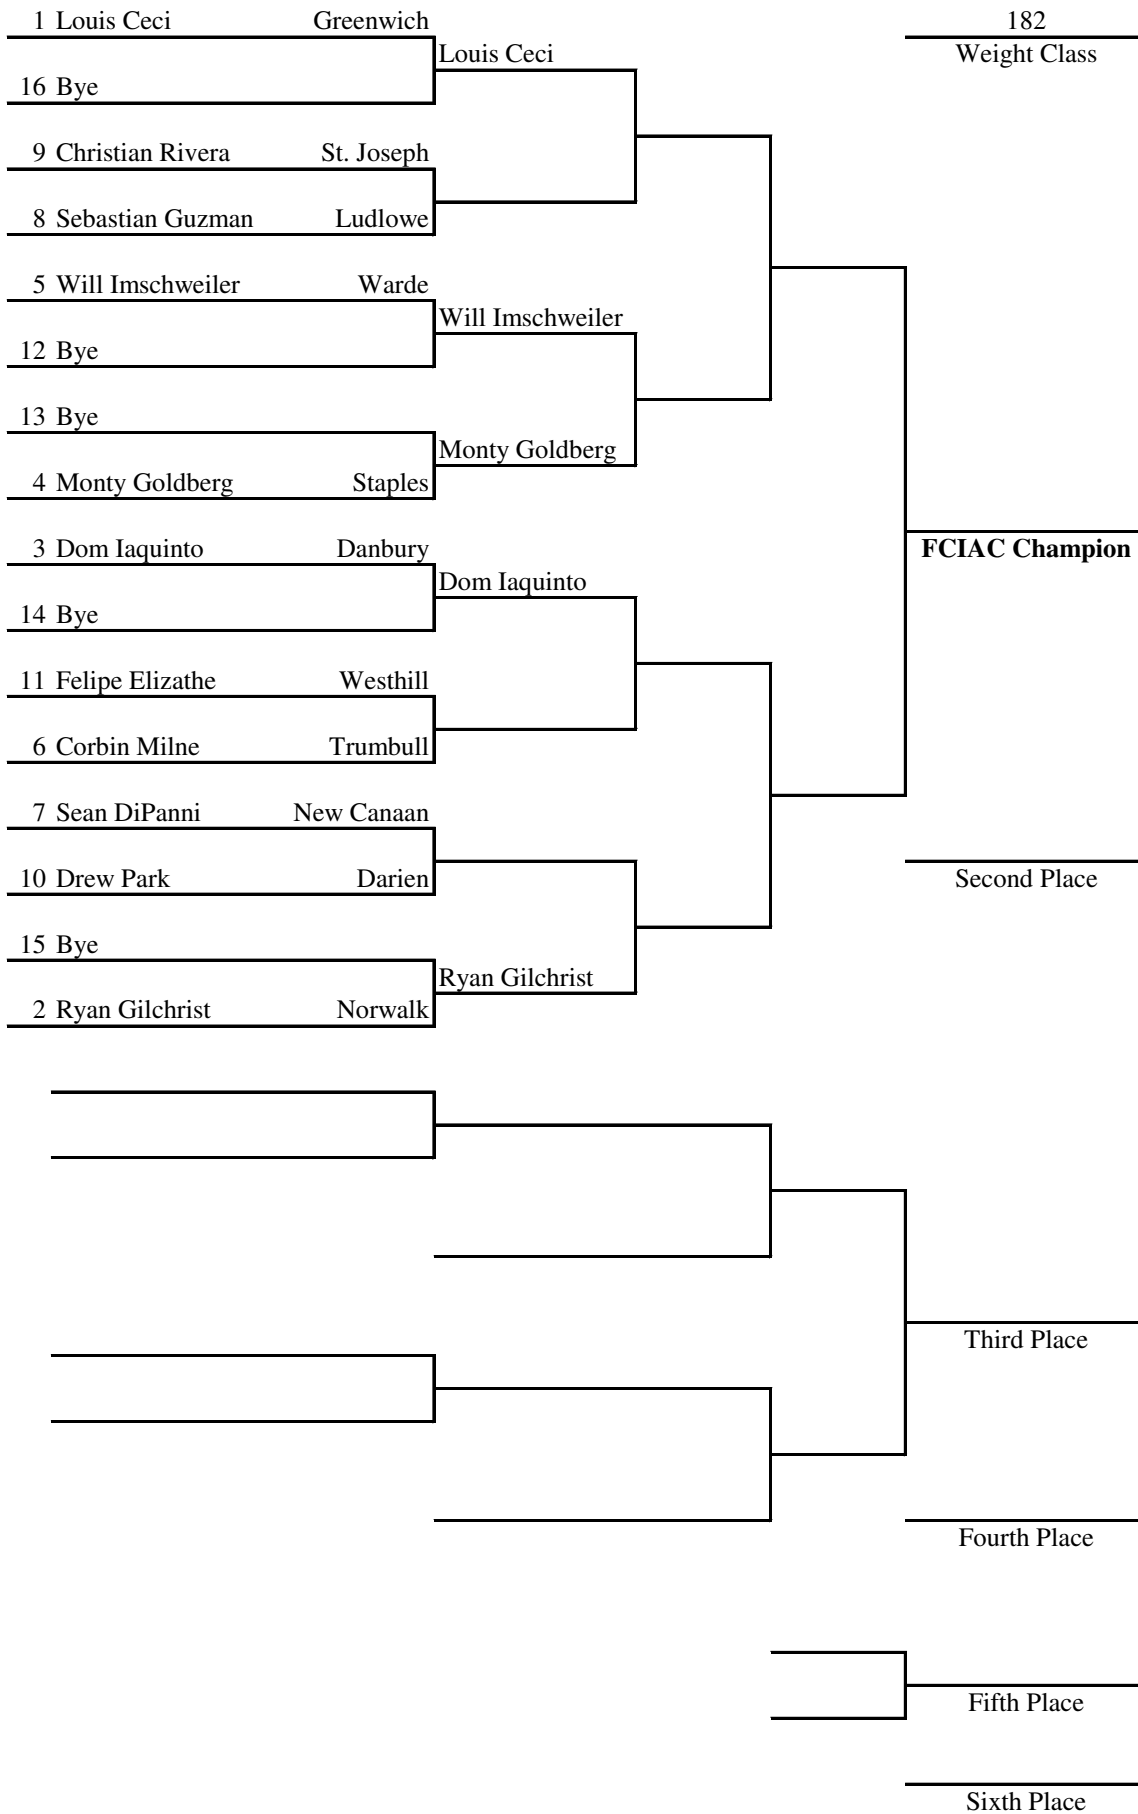 1 Louis Ceci Greenwich 182
Louis Ceci Weight Class
16 Bye
9 Christian Rivera St. Joseph
8 Sebastian Guzman Ludlowe
5 Will Imschweiler Warde
Will Imschweiler
12 Bye
13 Bye
Monty Goldberg
4 Monty Goldberg Staples
3 Dom Iaquinto Danbury FCIAC Champion
Dom Iaquinto
14 Bye
11 Felipe Elizathe Westhill
6 Corbin Milne Trumbull
7 Sean DiPanni New Canaan
10 Drew Park Darien Second Place
15 Bye
Ryan Gilchrist
2 Ryan Gilchrist Norwalk
Third Place
Fourth Place
Fifth Place
Sixth Place